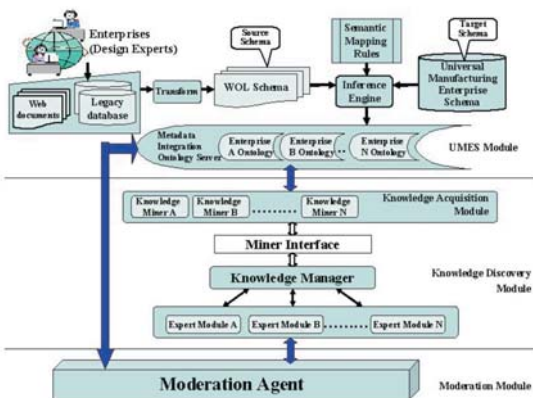 Enterprises
(Design Experts)
Source
Schema
Semantic
Mapping
Rules
Target
Schema
Web
documents
Legacy
database
Transform
WOL Schema
Inference
Engine
Universal
Manufacturing
Enterprise
Schema
Metadata
Integration
Ontology Server
Enterprise
A Ontology
Enterprise
B Ontology
..
Enterprise
N Ontology
UMES Module
Knowledge
Miner A
Knowledge
Miner B
.........
Knowledge
Miner N
Knowledge Acquisition
Module
Miner Interface
Knowledge Manager
Knowledge Discovery
Module
Expert Module A
Expert Module B
.........
Expert Module N
Moderation Agent
Moderation Module